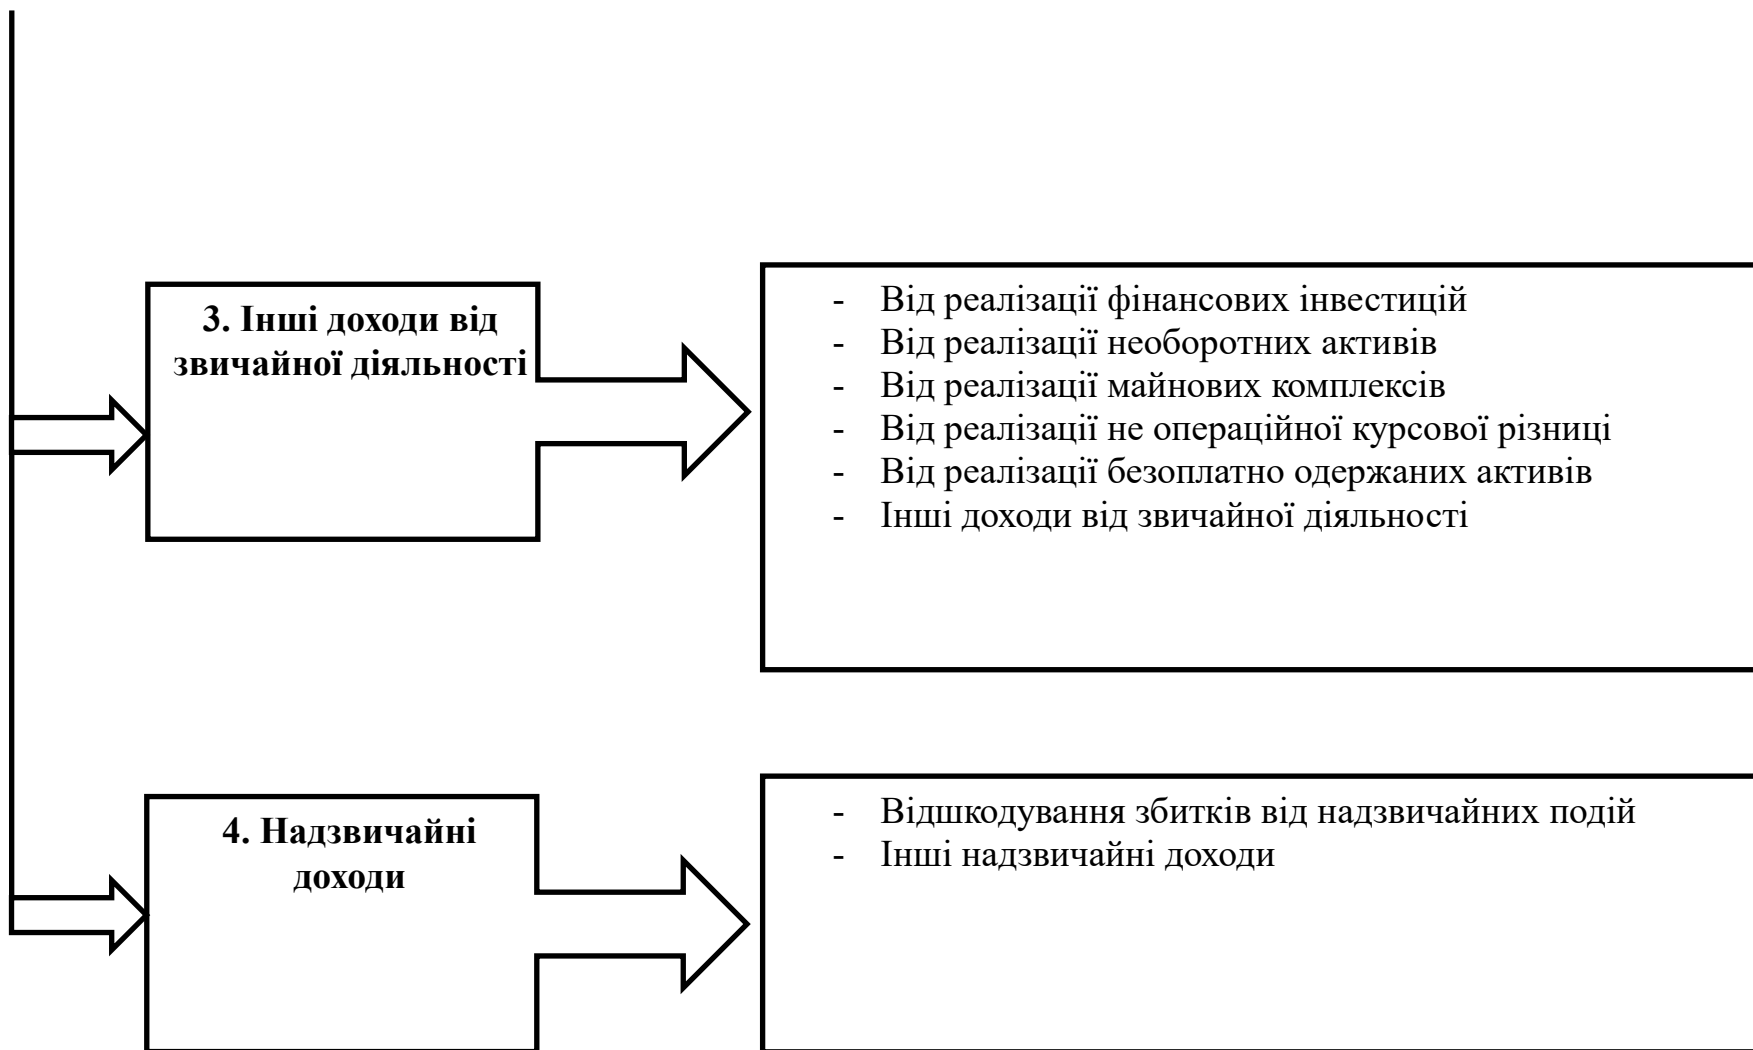 3. Інші доходи від
звичайної діяльності
- Від реалізації фінансових інвестицій
- Від реалізації необоротних активів
- Від реалізації майнових комплексів
- Від реалізації не операційної курсової різниці
- Від реалізації безоплатно одержаних активів
- Інші доходи від звичайної діяльності
4. Надзвичайні
доходи
- Відшкодування збитків від надзвичайних подій
- Інші надзвичайні доходи